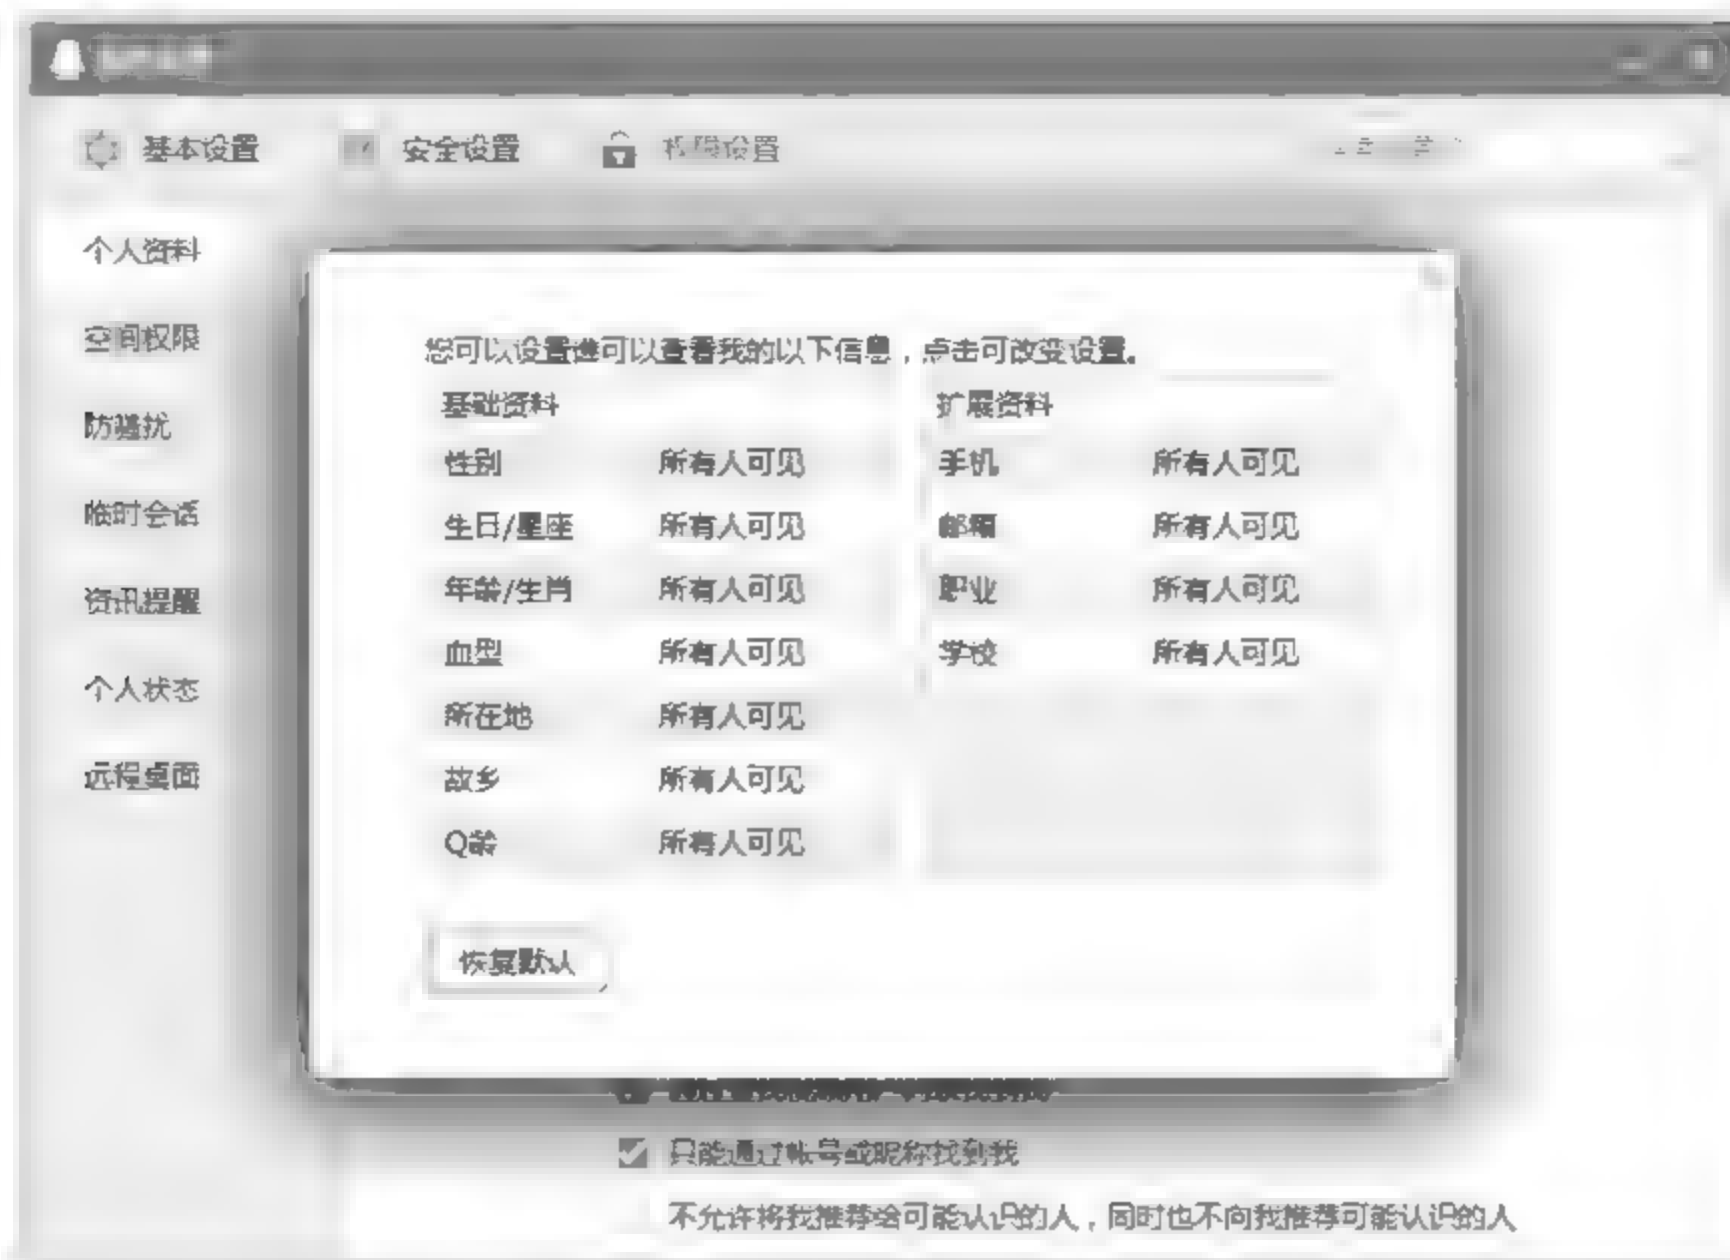 基本设置 安全设置 权限设置
个人资料
空间权限
防骚扰
临时会话
资讯提醒
个人状态
远程桌面
您可以设置谁可以查看我的以下信息，点击可改变设置。
基础资料 扩展资料
性别 所有人可见 手机 所有人可见
生日/星座 所有人可见 邮箱 所有人可见
年龄/生肖 所有人可见 职业 所有人可见
血型 所有人可见 学校 所有人可见
所在地 所有人可见
故乡 所有人可见
Q龄 所有人可见
恢复默认
只能通过帐号或昵称找到我
不允许将我推荐给可能认识的人，同时也不向我推荐可能认识的人